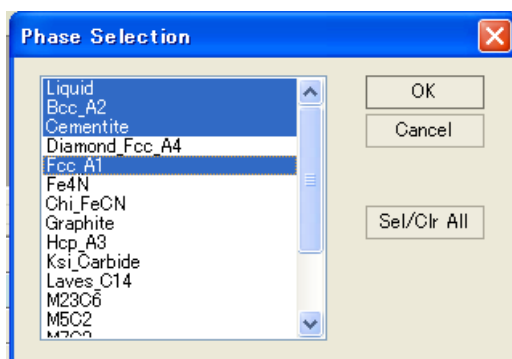 Phase Selection
Liquid
Bcc_A2
Cementite
Diamond_Fcc_A4
Fcc_A1
Fe4N
Chi_FeCN
Graphite
Hcp_A3
Ksi_Carbide
Laves_C14
M23C6
M5C2
OK
Cancel
Sel/Clr All